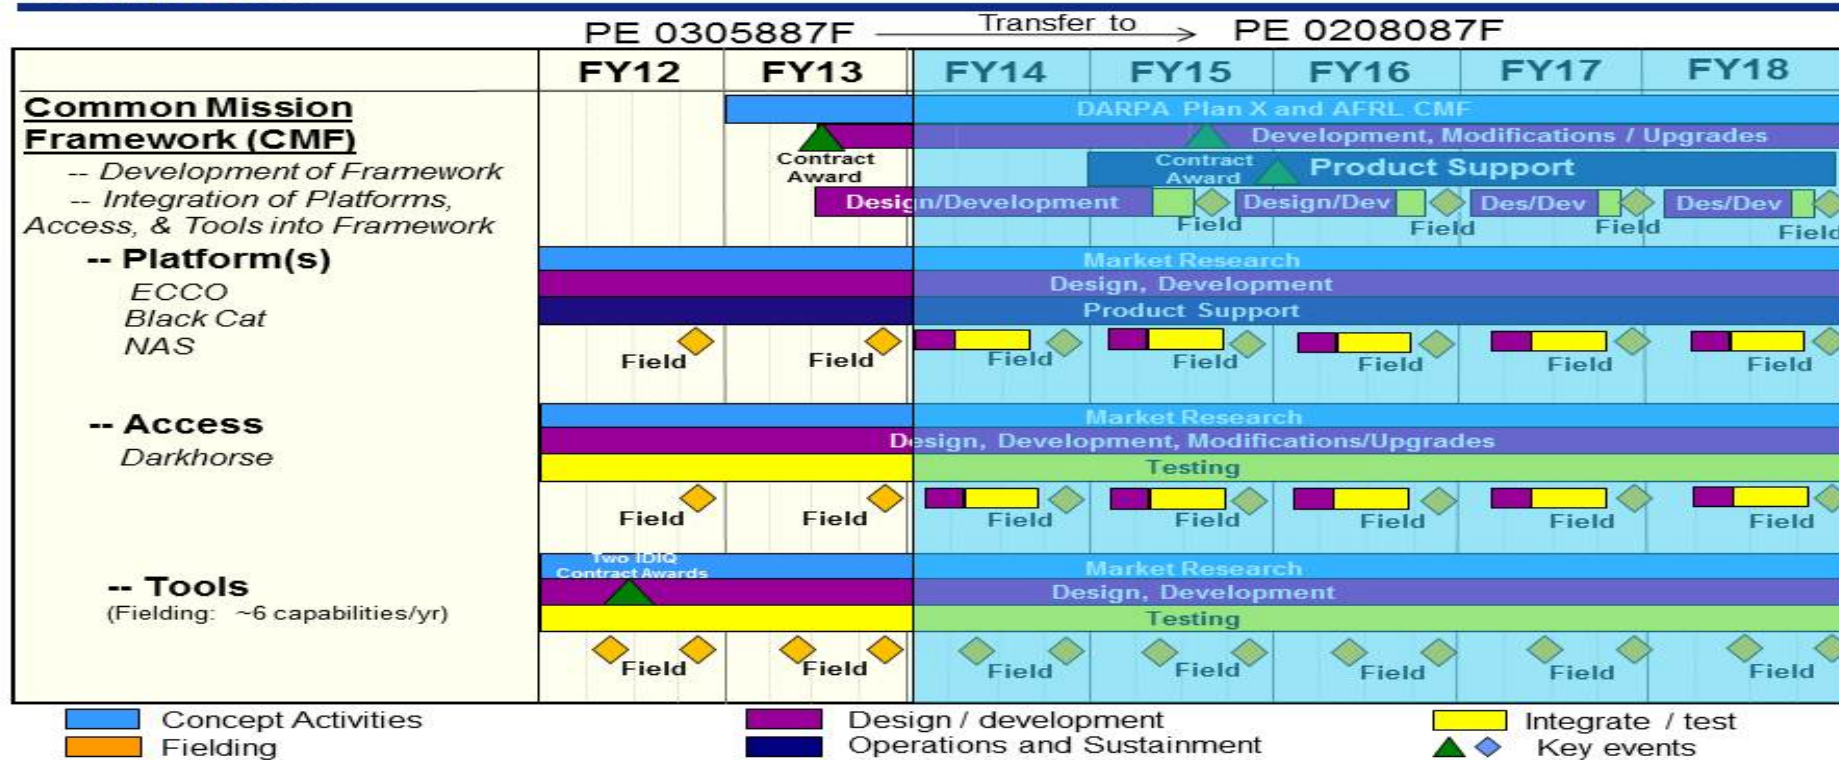 PE 0305887F Transfer to PE 0208087F
FY12 FY13 FY14 FY15 FY16 FY17 FY18
Common Mission
Framework (CMF)
-- Development of Framework
-- Integration of Platforms,
Access, & Tools into Framework
DARPA Plan X and AFRL CMF
Development, Modifications / Upgrades
Contract
Award
Contract
Award
Product Support
Design/Development Design/Dev Des/Dev Des/Dev
Field Field Field Field
-- Platform(s)
ECCO
Black Cat
NAS
Market Research
Design, Development
Product Support
Field Field Field Field Field Field Field
-- Access
Darkhorse
Market Research
Design, Development, Modifications/Upgrades
Testing
Field Field Field Field Field Field Field
-- Tools
(Fielding: ~6 capabilities/yr)
Two IDIQ
Contract Awards
Market Research
Design, Development
Testing
Field Field Field Field Field Field Field
Concept Activities Design / development Integrate / test
Fielding Operations and Sustainment Key events